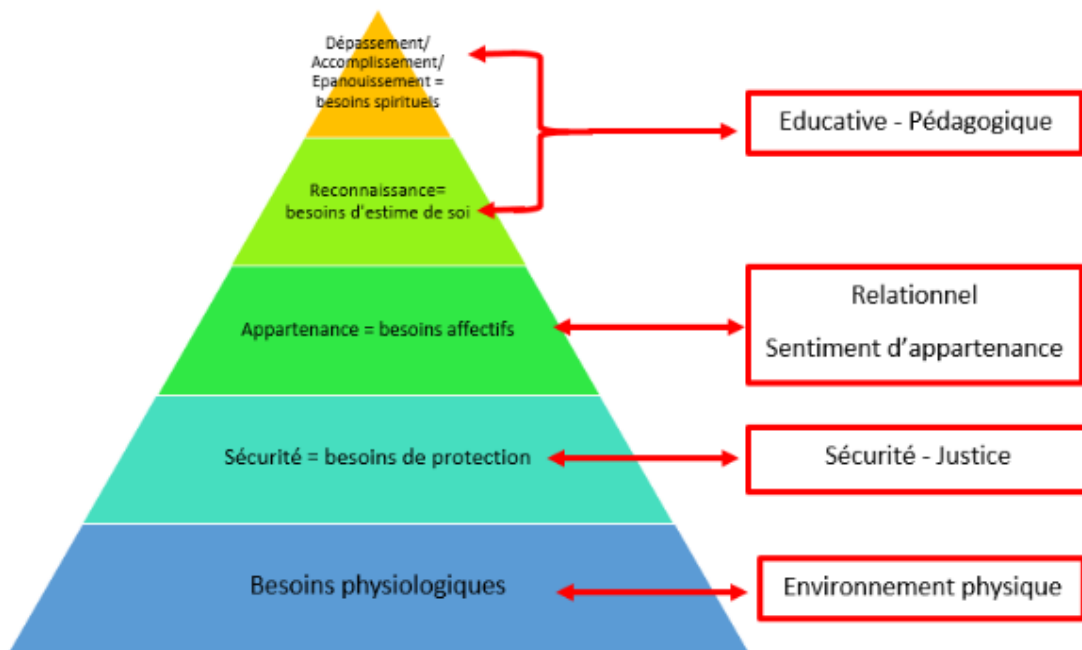 Dépassement/
Accomplissement/
Epanouissement =
besoins spirituels
Educative - Pédagogique
Reconnaissance=
besoins d'estime de soi
Relationnel
Sentiment d’appartenance
Appartenance = besoins affectifs
Sécurité = besoins de protection
Sécurité - Justice
Besoins physiologiques
Environnement physique